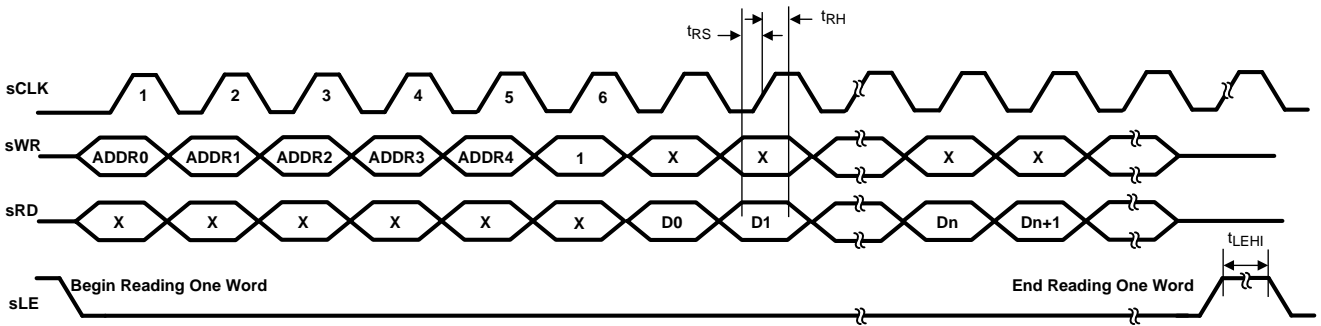 tRH
tRS
sCLK 1 2 3 4 5 6
sWR ADDR0 ADDR1 ADDR2 ADDR3 ADDR4 1 X X X X
sRD X X X X X X D0 D1 Dn Dn+1
tLEHI
sLE Begin Reading One Word End Reading One Word